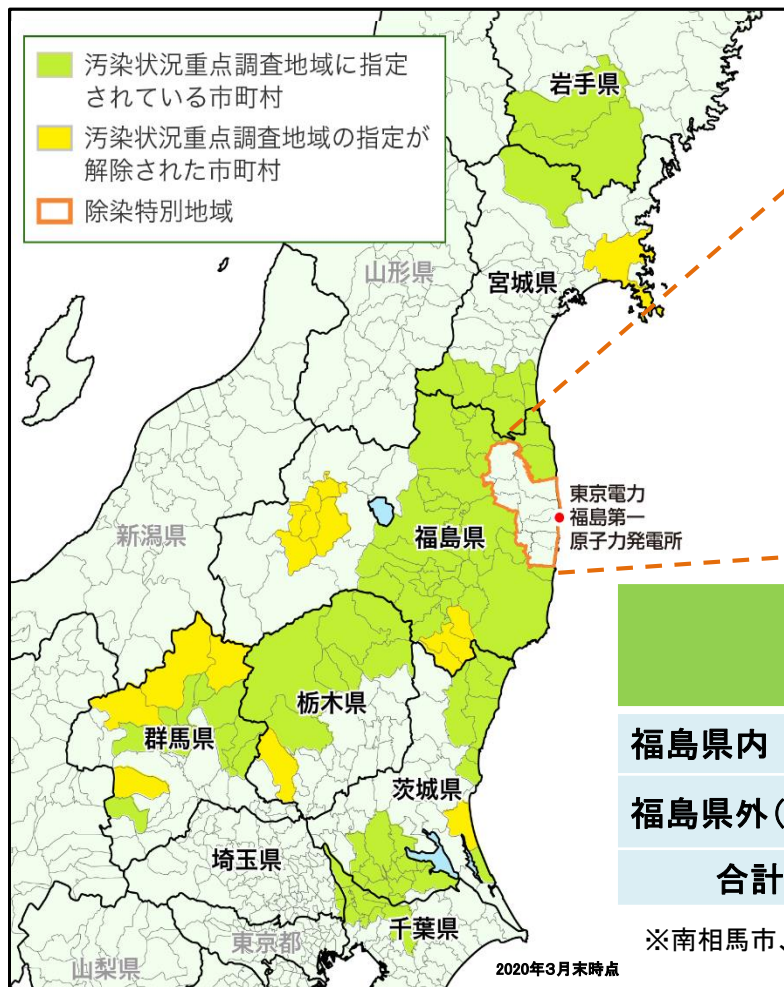 汚染状況重点調査地域に指定
されている市町村
汚染状況重点調査地域の指定が
解除された市町村
除染特別地域
岩手県
山形県
宮城県
東京電力
福島第一
原子力発電所
新潟県
福島県
栃木県
群馬県
福島県内
茨城県
福島県外(
埼玉県
合計
千葉県
東京都
※南相馬市、
山梨県
2020年3月末時点